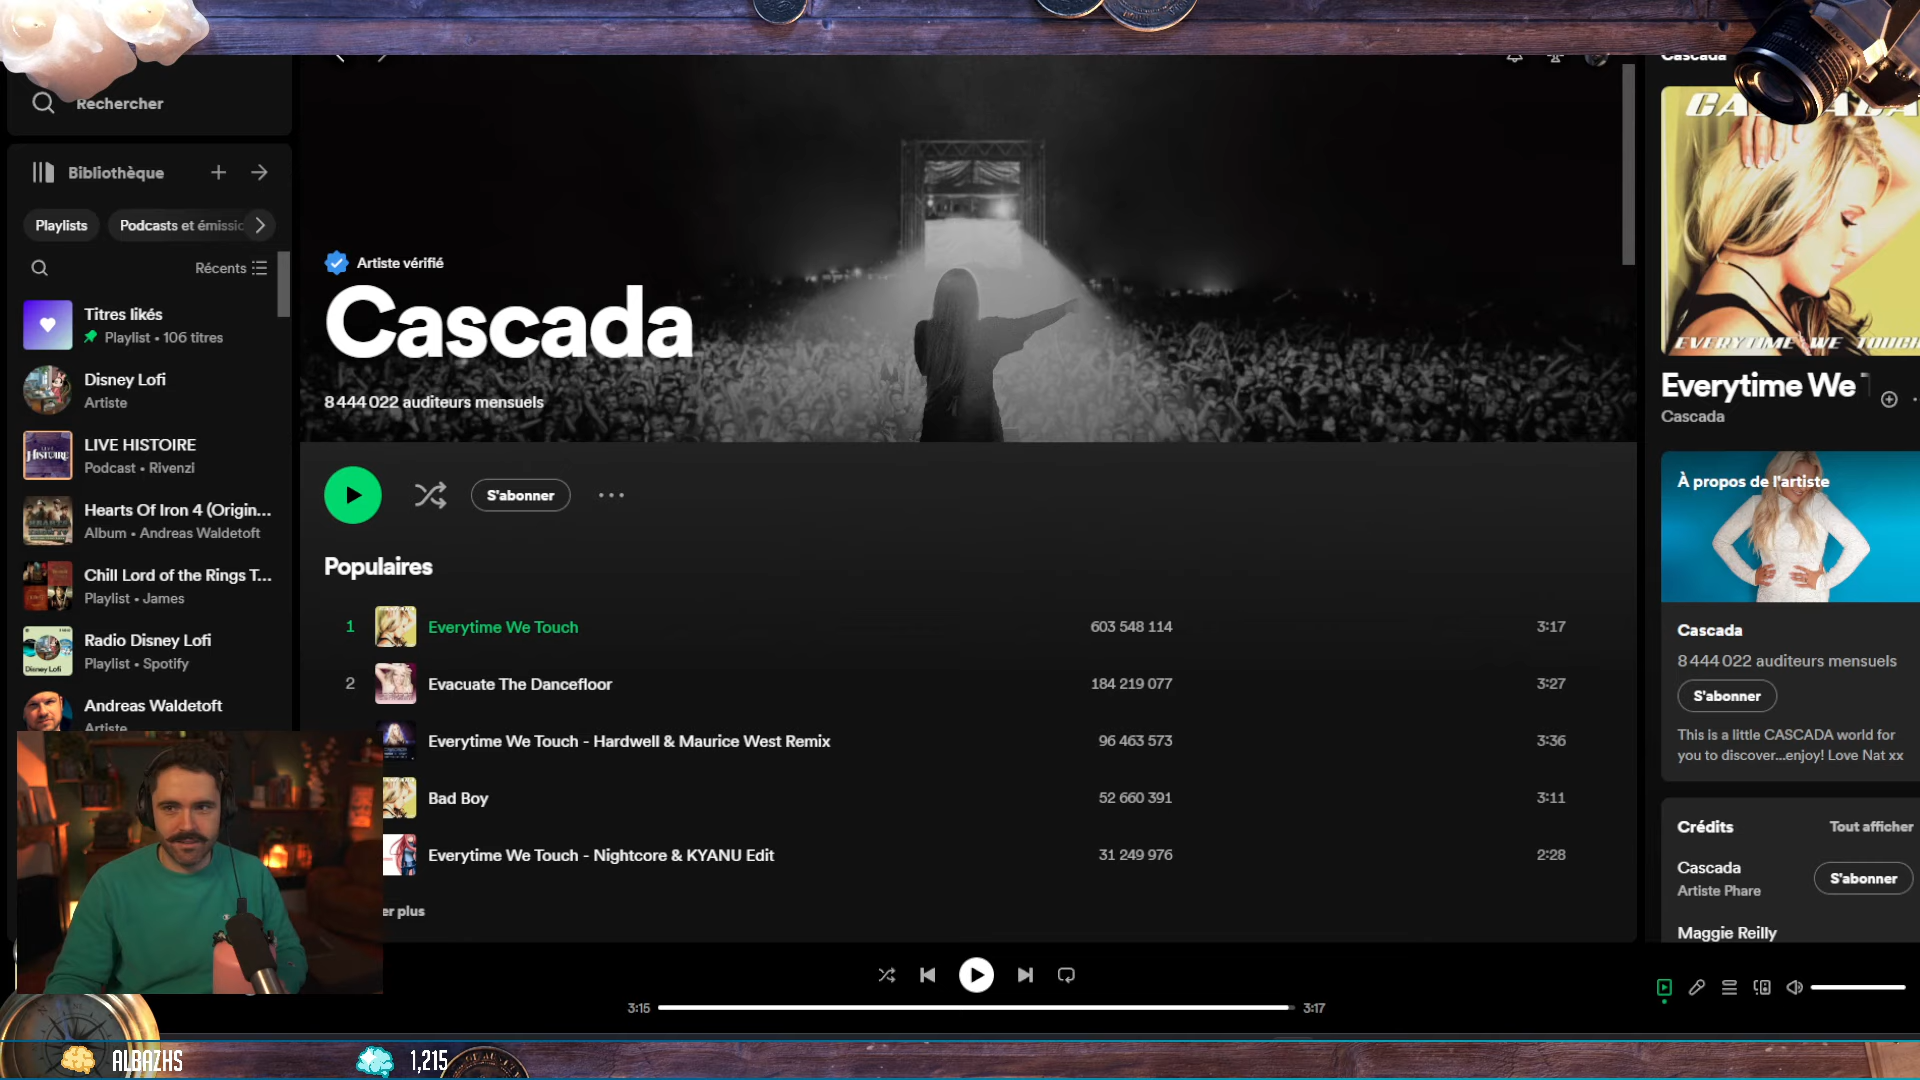 Rechercher
Bibliothèque
Playlists
Podcasts et émissic
Récents
Titres likés
Playlist • 106 titres
Disney Lofi
Artiste
LIVE HISTOIRE
Podcast • Rivenzi
Hearts Of Iron 4 (Origin...
Album • Andreas Waldetoft
Chill Lord of the Rings T...
Playlist • James
Radio Disney Lofi
Playlist • Spotify
Andreas Waldetoft
Artiste
Artiste vérifié
Cascada
8 444 022 auditeurs mensuels
S'abonner
Populaires
1 Everytime We Touch 603 548 114 3:17
2 Evacuate The Dancefloor 184 219 077 3:27
Everytime We Touch - Hardwell & Maurice West Remix 96 463 573 3:36
Bad Boy 52 660 391 3:11
Everytime We Touch - Nightcore & KYANU Edit 31 249 976 2:28
er plus
Cascada
CASCADA
EVERYTIME WE TOUCH
Everytime We
Cascada
À propos de l'artiste
Cascada
8 444 022 auditeurs mensuels
S'abonner
This is a little CASCADA world for
you to discover...enjoy! Love Nat xx
Crédits
Tout afficher
Cascada
Artiste Phare
S'abonner
Maggie Reilly
3:15
3:17
ALBAZHS
1,215